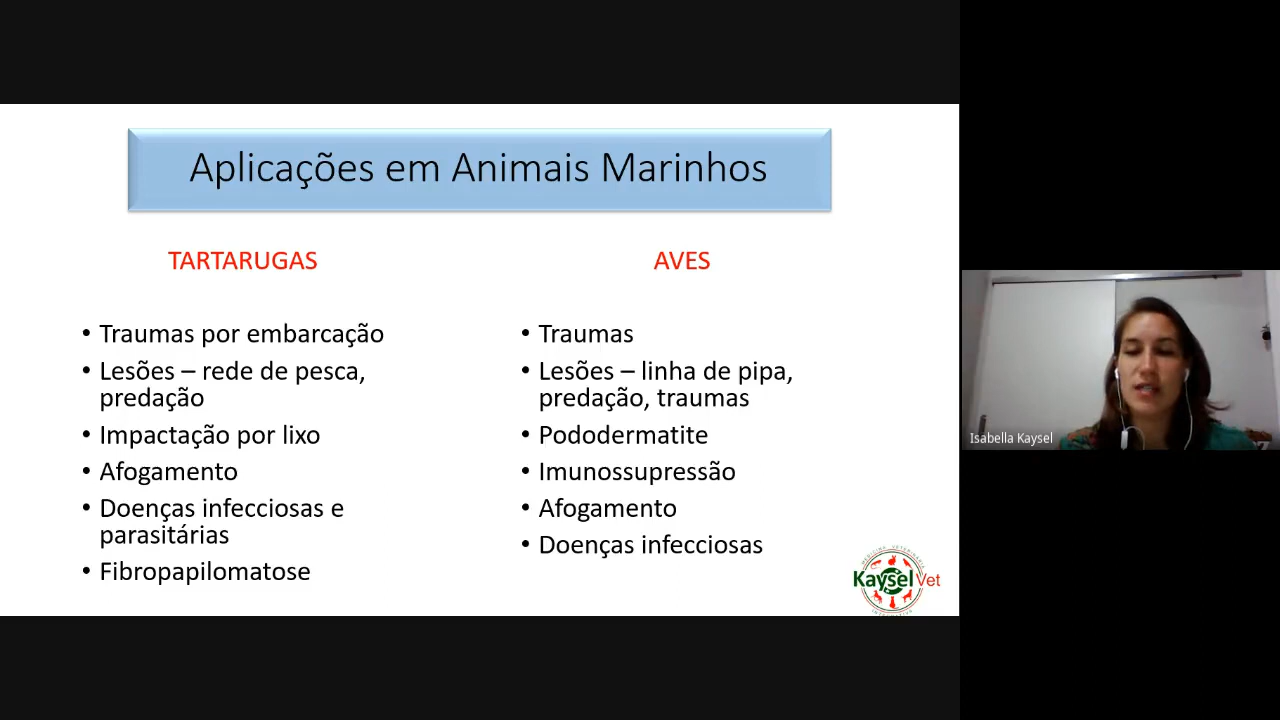 Aplicações em Animais Marinhos
TARTARUGAS
• Traumas por embarcação
• Lesões – rede de pesca,
predação
• Impactação por lixo
• Afogamento
• Doenças infecciosas e
parasitárias
• Fibropapilomatose
AVES
• Traumas
• Lesões – linha de pipa,
predação, traumas
• Pododermatite
• Imunossupressão
• Afogamento
• Doenças infecciosas
Kaysel Vet
Isabella Kaysel